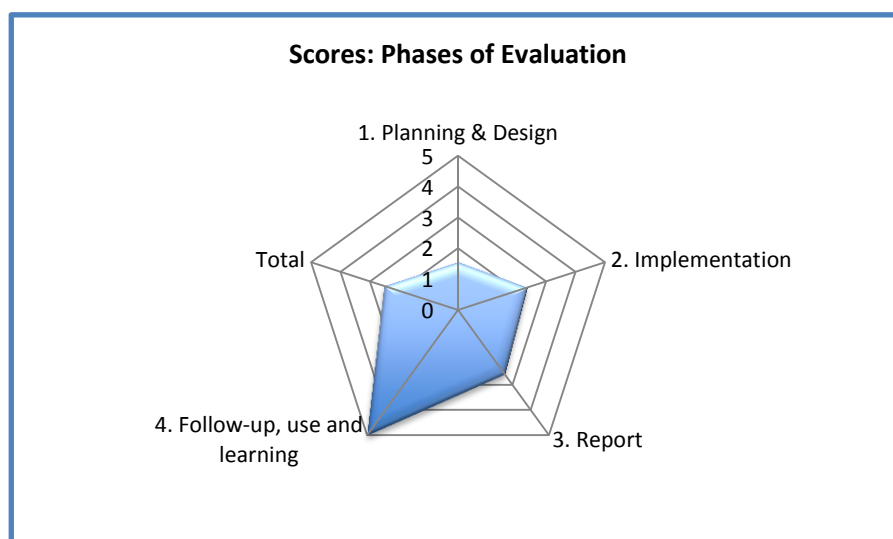 Scores: Phases of Evaluation
1. Planning & Design
5
4
3
2
1
0
Total
2. Implementation
4. Follow-up, use and
learning
3. Report